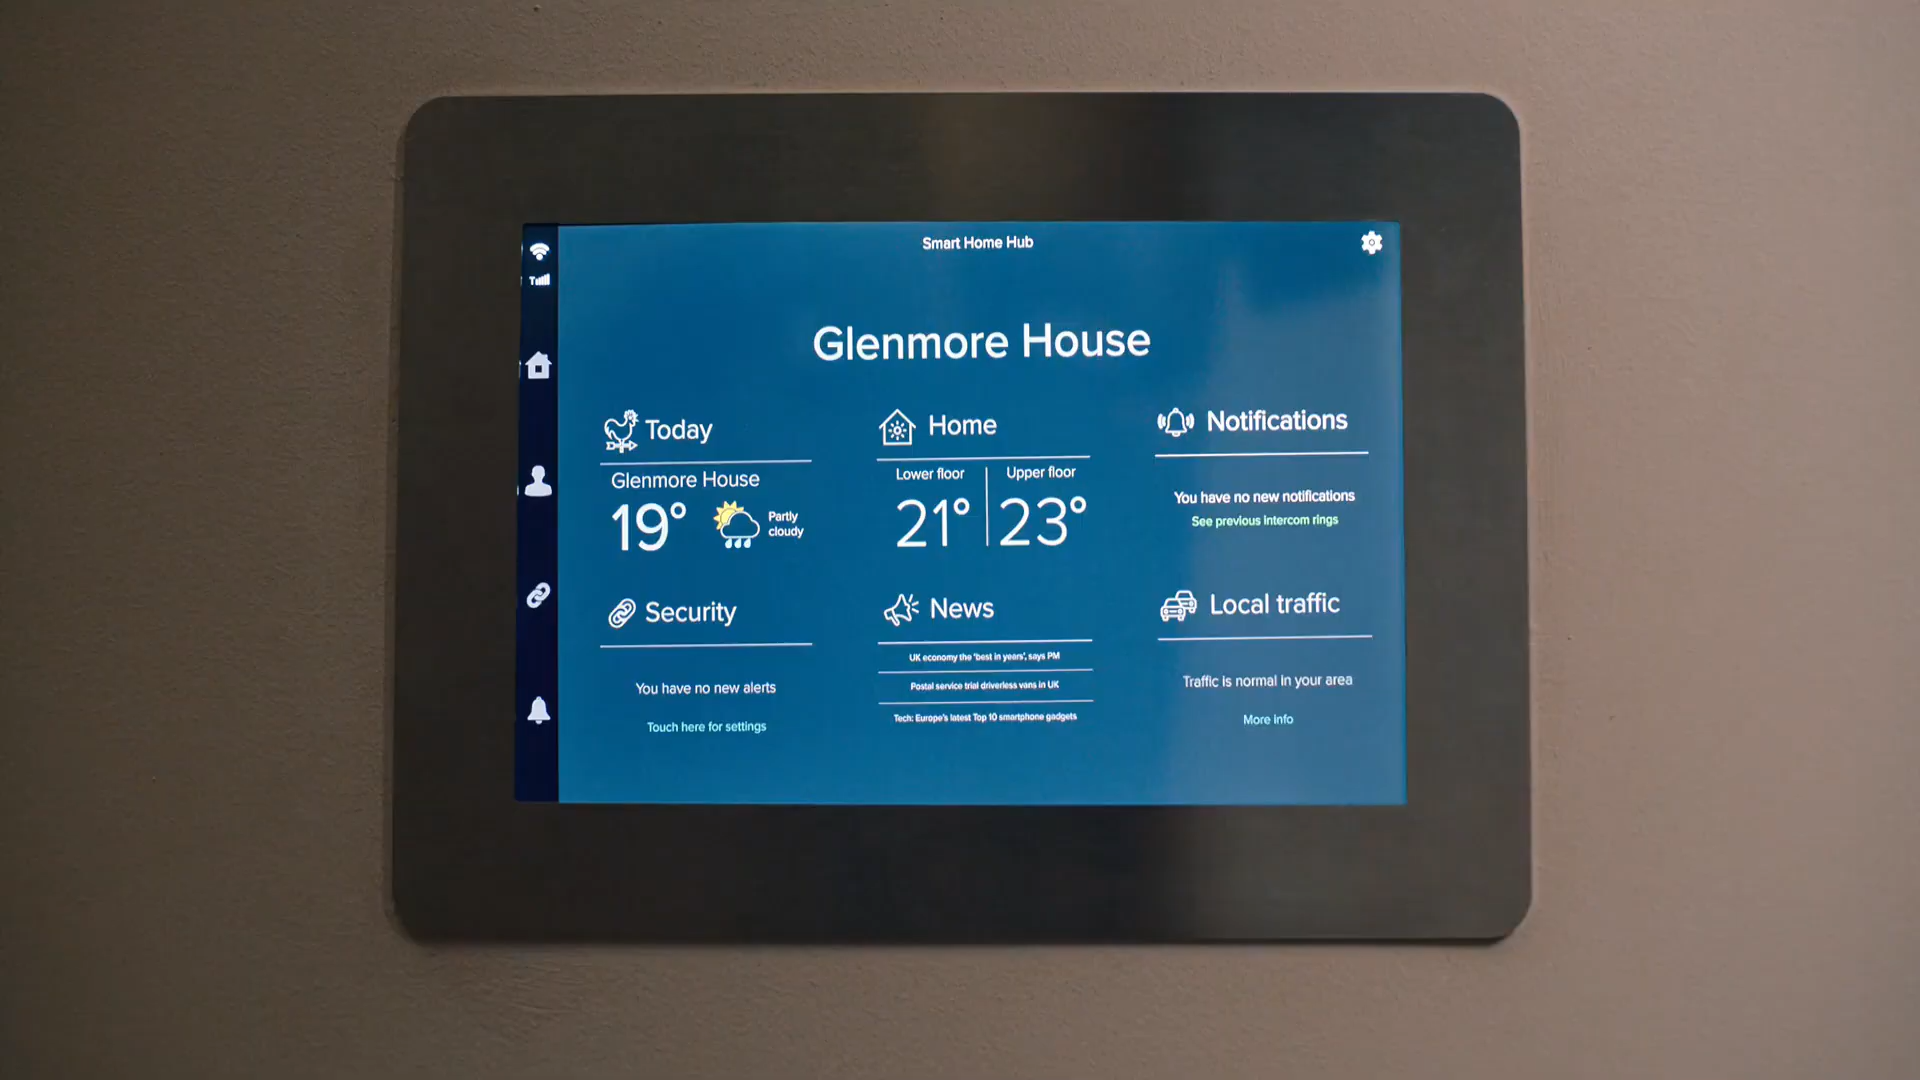 Smart Home Hub
Glenmore House
Today
Glenmore House
19°
Partly
cloudy
Home
Lower floor
21°
Upper floor
23°
Notifications
You have no new notifications
See previous intercom rings
Security
You have no new alerts
Touch here for settings
News
UK economy the 'best in years', says PM
Postal service trial driverless vans in UK
Tech: Europe's latest Top 10 smartphone gadgets
Local traffic
Traffic is normal in your area
More info